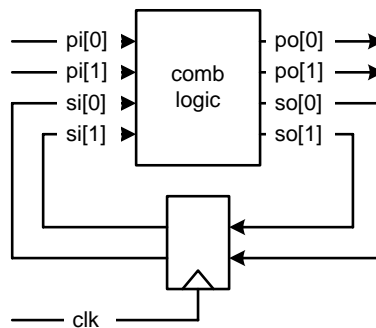 pi[0]
po[0]
pi[1]
po[1]
comb
logic
si[0]
so[0]
si[1]
so[1]
clk